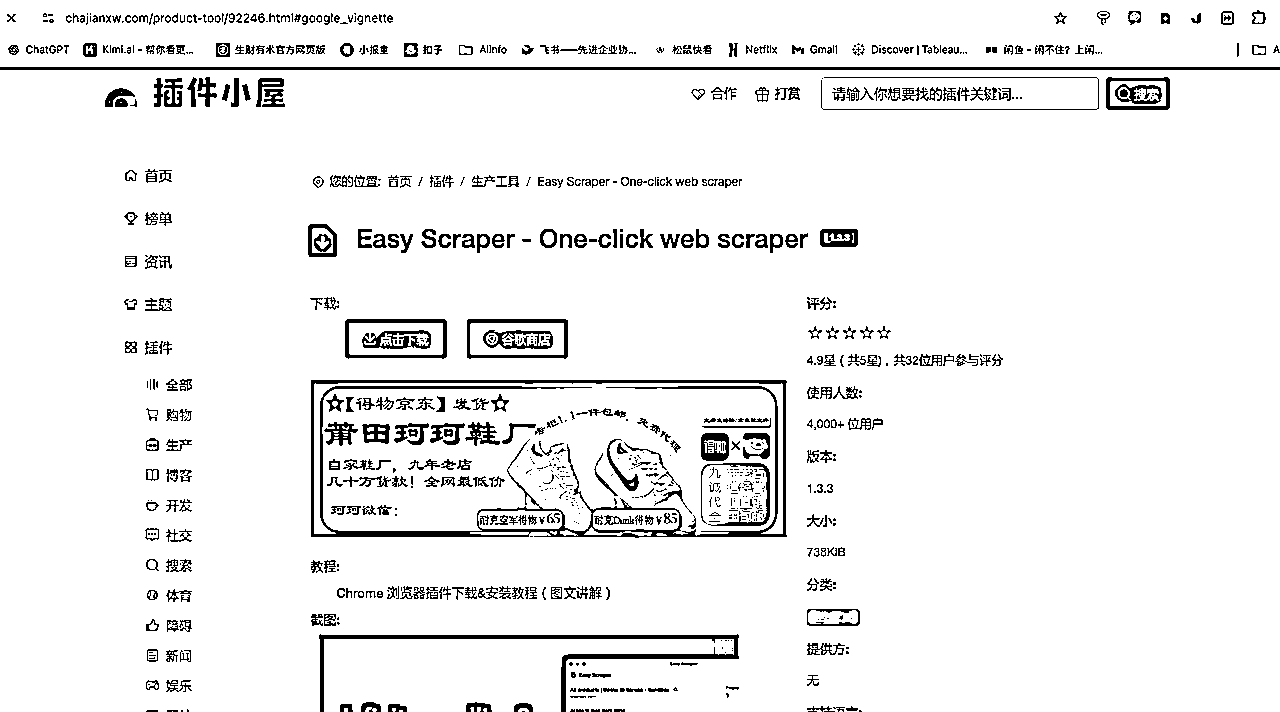 chajianxw.com/product-tool/92246.html#google_vignette
ChatGPT Kimi.ai - 帮你看更... 生财有术官方网页版 小报童 扣子 AIInfo 飞书——先进企业协... 松鼠快看 Netflix Gmail Discover | Tableau... 闲鱼 - 闲不住？上闲...
插件小屋
合作 打赏 请输入你想要找的插件关键词... 搜索
首页
榜单
资讯
主题
插件
全部
购物
生产
博客
开发
社交
搜索
体育
障碍
新闻
娱乐
您的位置: 首页 / 插件 / 生产工具 / Easy Scraper - One-click web scraper
Easy Scraper - One-click web scraper [1.3.3]
下载:
点击下载 谷歌商店
☆【得物京东】发货☆
莆田珂珂鞋厂
自家鞋厂，九年老店
几十万货款！全网最低价
珂珂微信：
专柜1.1一件包邮，免费代理
耐克空军得物￥65
耐克Dunk得物￥85
得物
九
诚
代
教程:
Chrome 浏览器插件下载&安装教程（图文讲解）
截图:
评分:
☆☆☆☆☆
4.9星（共5星)，共32位用户参与评分
使用人数:
4,000+ 位用户
版本:
1.3.3
大小:
738KiB
分类:
提供方:
无
支持语言: